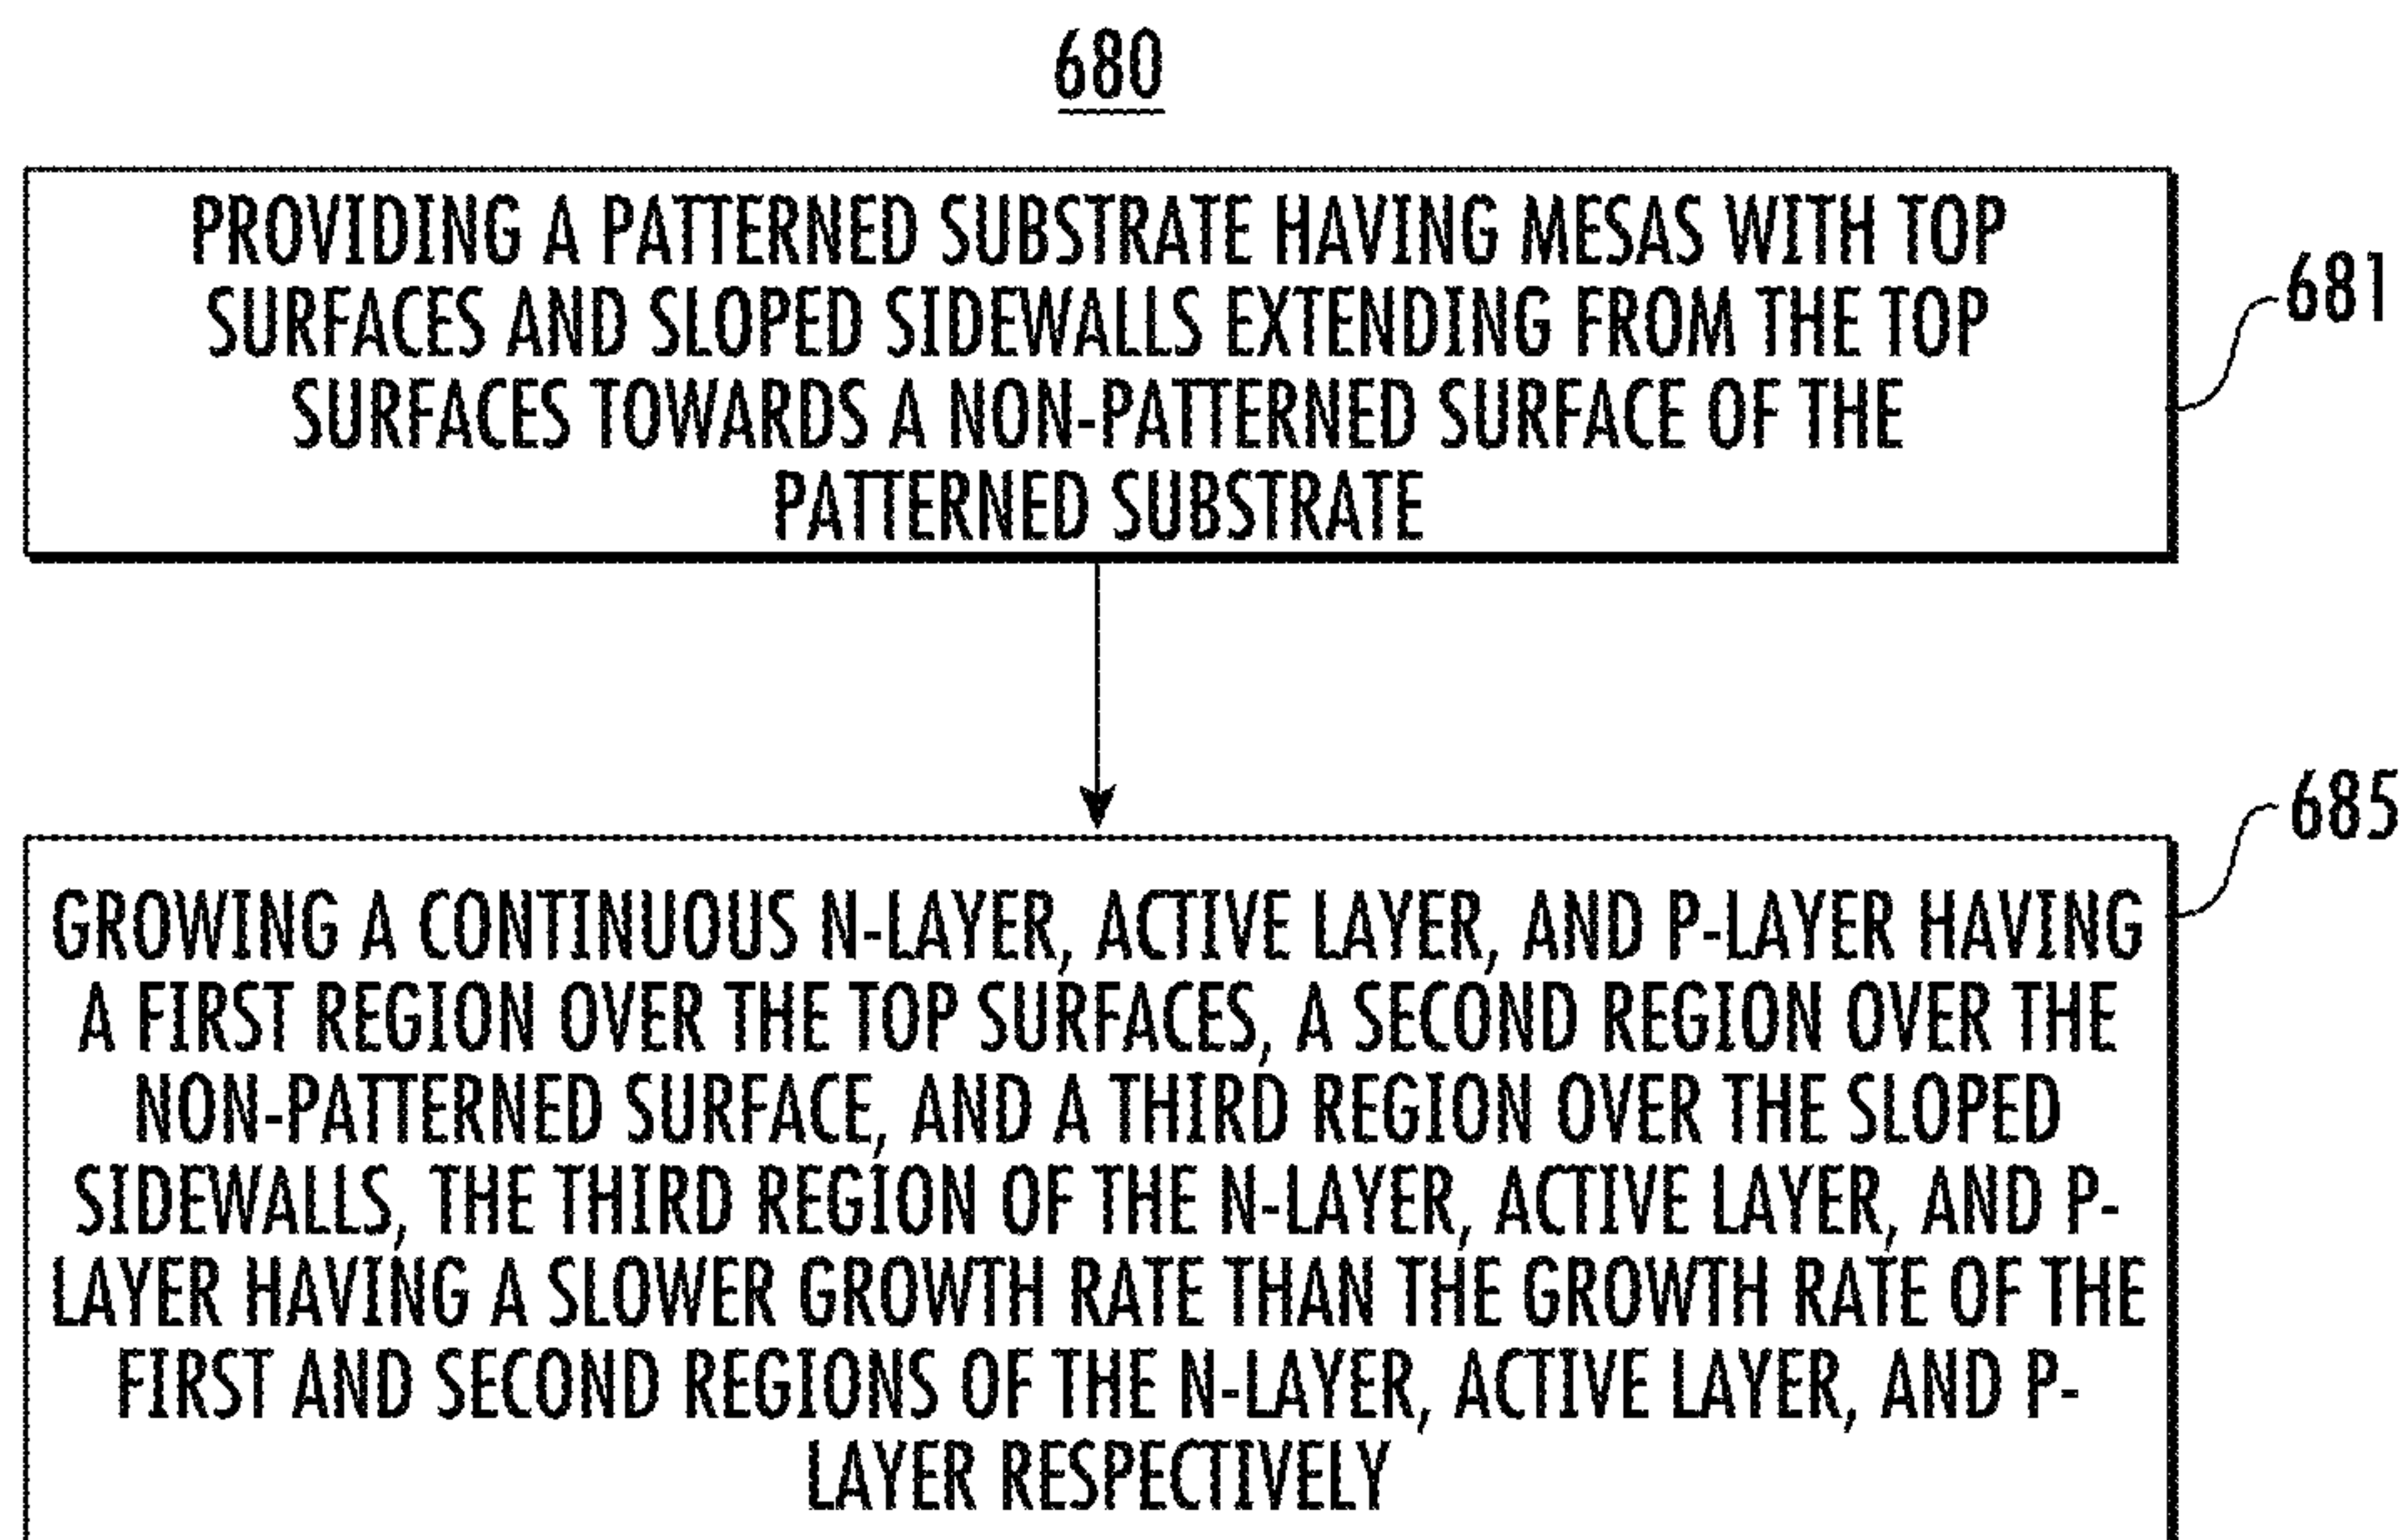 680
PROVIDING A PATTERNED SUBSTRATE HAVING MESAS WITH TOP
SURFACES AND SLOPED SIDEWALLS EXTENDING FROM THE TOP
SURFACES TOWARDS A NON-PATTERNED SURFACE OF THE
PATTERNED SUBSTRATE
681
685
GROWING A CONTINUOUS N-LAYER, ACTIVE LAYER, AND P-LAYER HAVING
A FIRST REGION OVER THE TOP SURFACES, A SECOND REGION OVER THE
NON-PATTERNED SURFACE, AND A THIRD REGION OVER THE SLOPED
SIDEWALLS, THE THIRD REGION OF THE N-LAYER, ACTIVE LAYER, AND P-
LAYER HAVING A SLOWER GROWTH RATE THAN THE GROWTH RATE OF THE
FIRST AND SECOND REGIONS OF THE N-LAYER, ACTIVE LAYER, AND P-
LAYER RESPECTIVELY